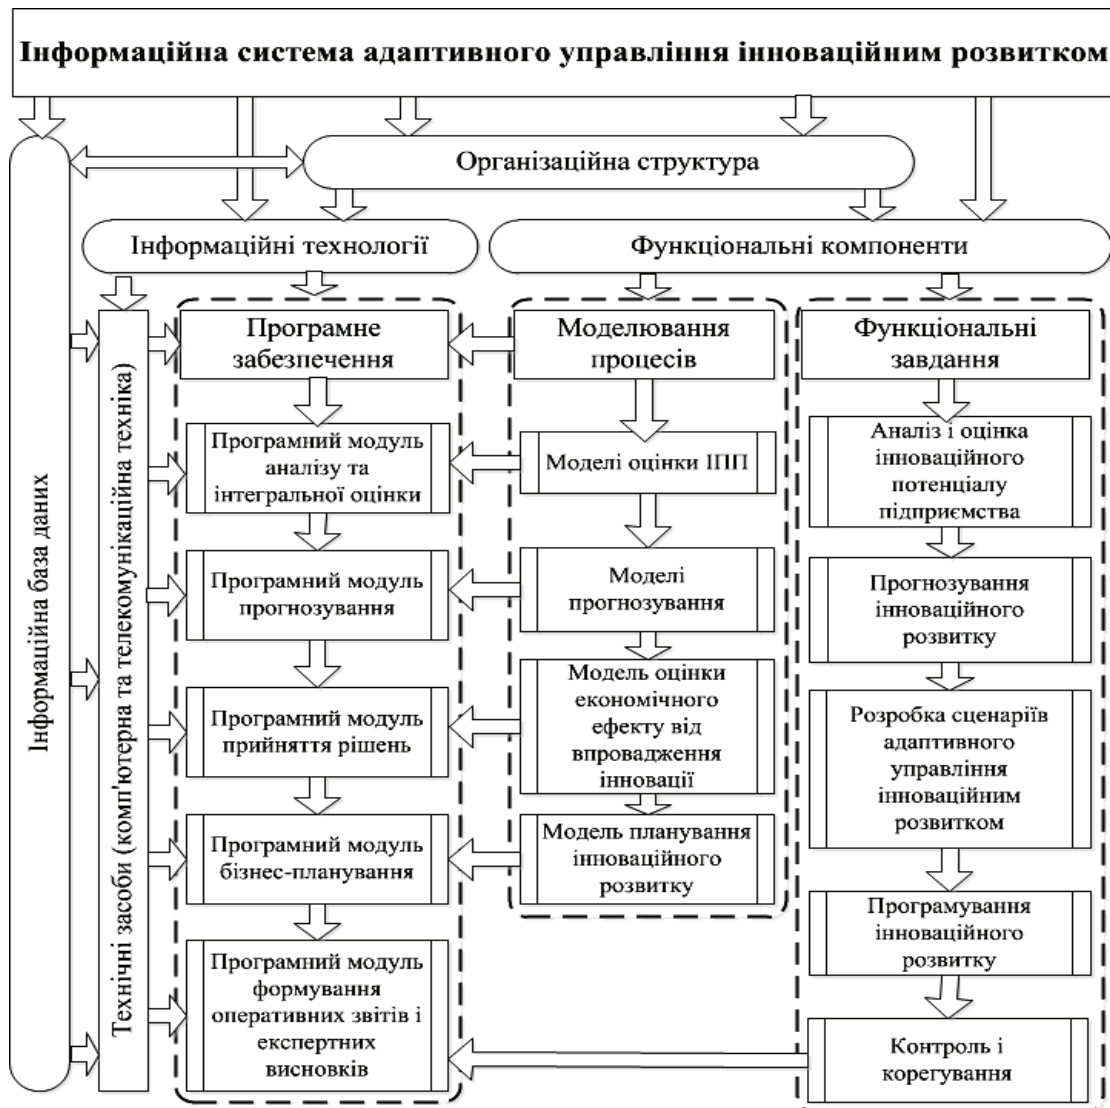 Інформаційна система адаптивного управління інноваційним розвитком
Організаційна структура
Інформаційні технології
Функціональні компоненти
Інформаційна база даних
Технічні засоби (комп'ютерна та телекомунікаційна техніка)
Програмне
забезпечення
Програмний модуль
аналізу та
інтегральної оцінки
Програмний модуль
прогнозування
Програмний модуль
прийняття рішень
Програмний модуль
бізнес-планування
Програмний модуль
формування
оперативних звітів і
експертних
висновків
Моделювання
процесів
Моделі оцінки ІПП
Моделі
прогнозування
Модель оцінки
економічного
ефекту від
впровадження
інновації
Модель планування
інноваційного
розвитку
Функціональні
завдання
Аналіз і оцінка
інноваційного
потенціалу
підприємства
Прогнозування
інноваційного
розвитку
Розробка сценаріїв
адаптивного
управління
інноваційним
розвитком
Програмування
інноваційного
розвитку
Контроль і
корегування